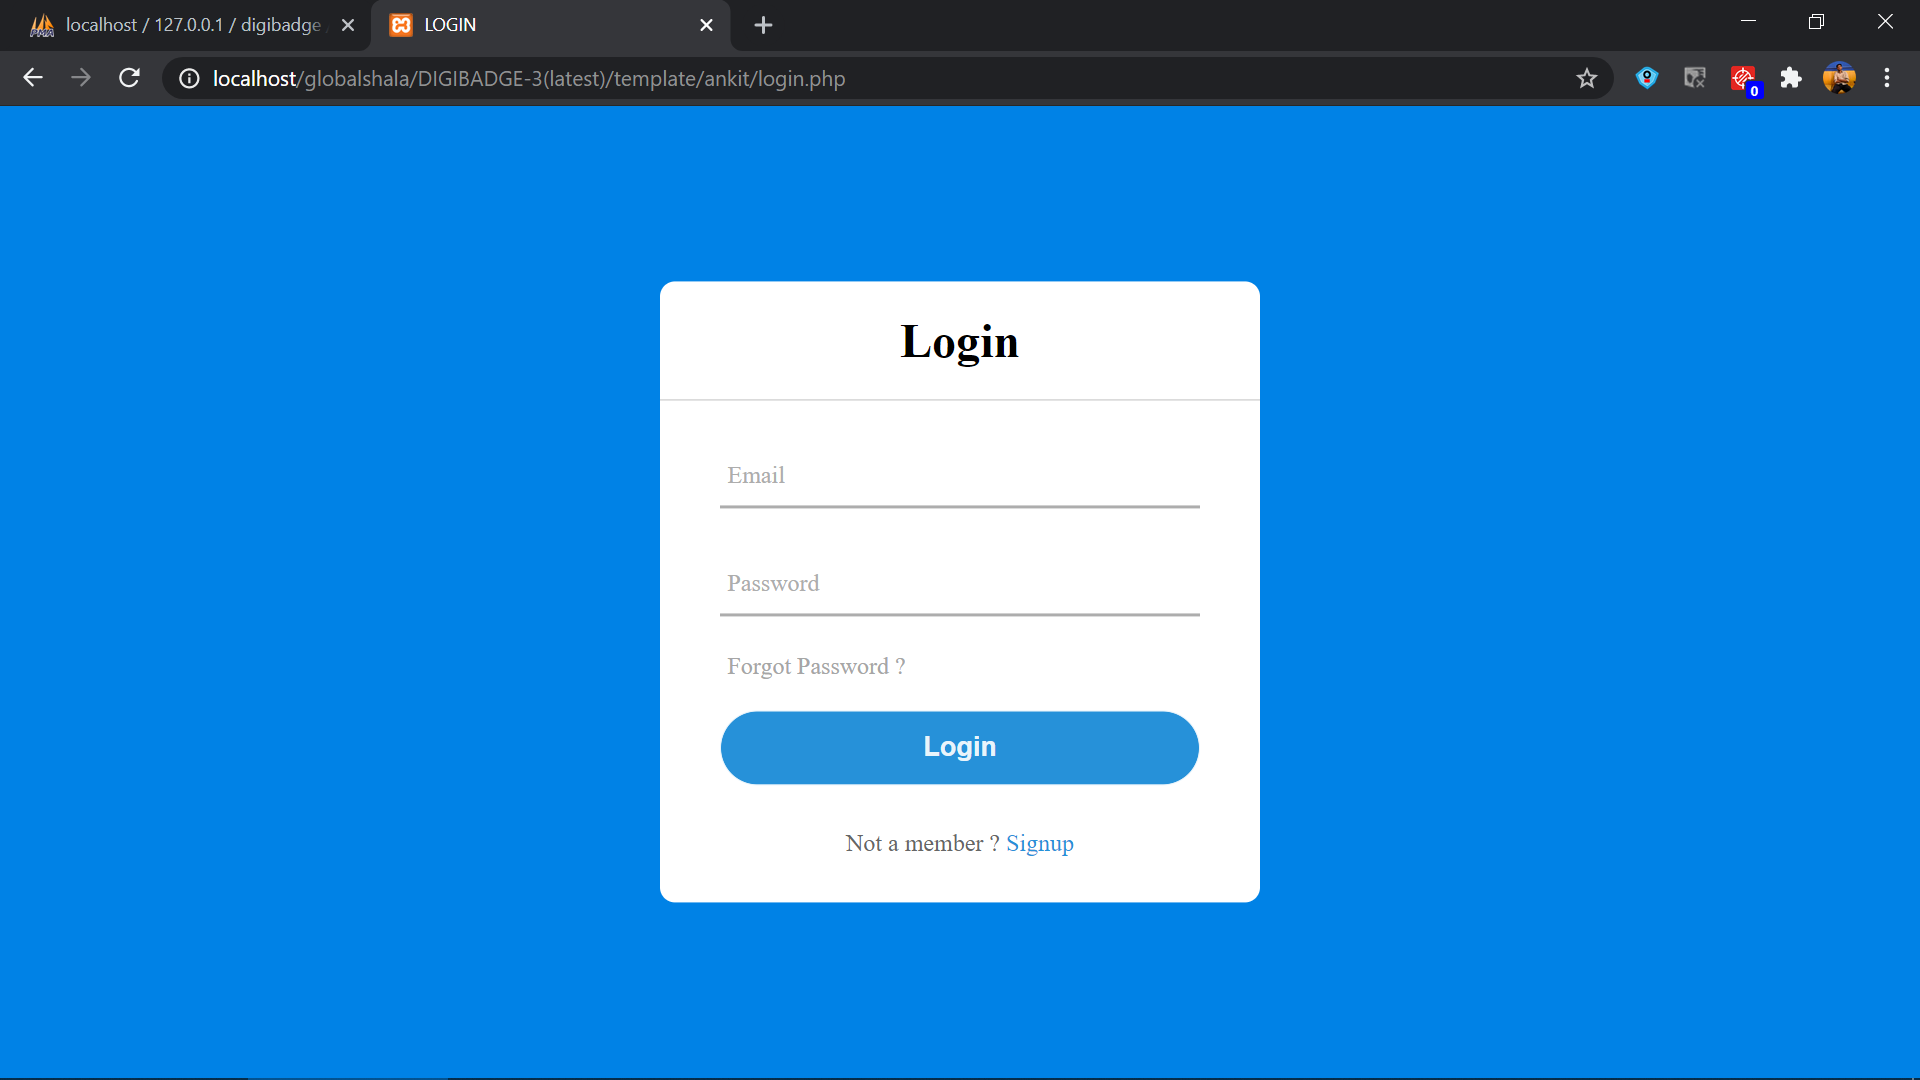 localhost / 127.0.0.1 / digibadge
LOGIN
localhost/globalshala/DIGIBADGE-3(latest)/template/ankit/login.php
0
Login
Email
Password
Forgot Password ?
Login
Not a member ? Signup